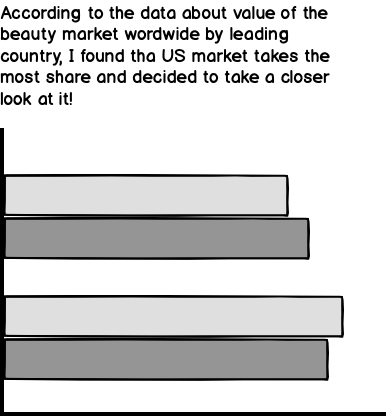 According to the data about value of the
beauty market wordwide by leading
country, I found tha US market takes the
most share and decided to take a closer
look at it!